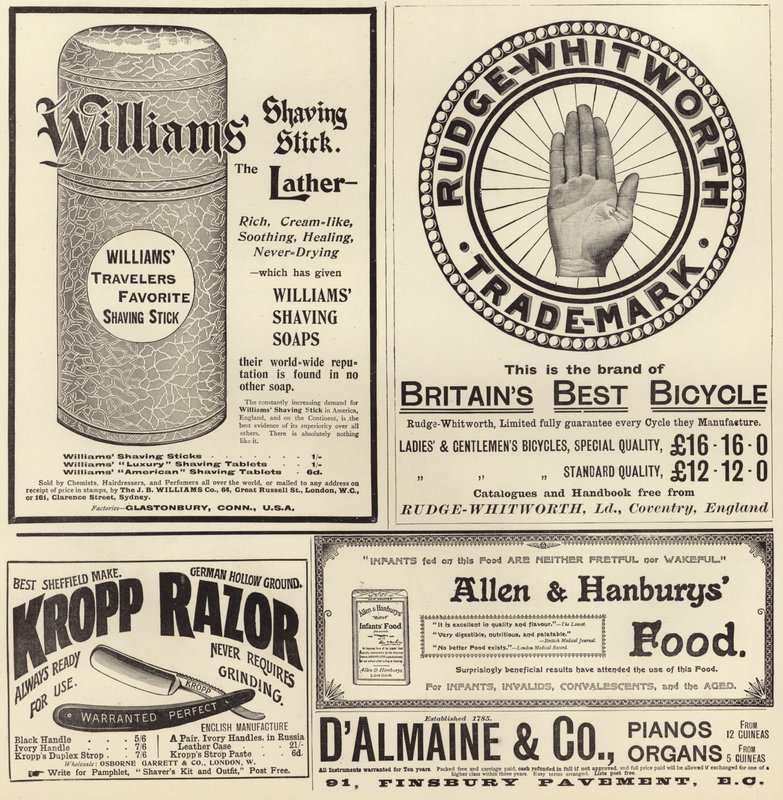 Williams' Shaving
Stick.
The
Lather—
Rich, Cream-like,
Soothing, Healing,
Never-Drying
—which has given
WILLIAMS'
SHAVING
SOAPS
their world-wide repu-
tation is found in no
other soap.
The constantly increasing demand for
Williams' Shaving Stick in America,
England, and on the Continent, is the
best evidence of its superiority over all
others. There is absolutely nothing
like it.
WILLIAMS'
TRAVELERS
FAVORITE
SHAVING STICK
Williams' Shaving Sticks . . . . 1/-
Williams' "Luxury" Shaving Tablets . . 1/-
Williams' "American" Shaving Tablets . 6d.
Sold by Chemists, Hairdressers, and Perfumers all over the world, or mailed to any address on
receipt of price in stamps, by The J. B. WILLIAMS Co., 64, Great Russell St., London, W.C.,
or 161, Clarence Street, Sydney.
Factories—GLASTONBURY, CONN., U.S.A.
RUDGE-WHITWORTH
• TRADE-MARK •
This is the brand of
BRITAIN'S BEST BICYCLE
Rudge-Whitworth, Limited fully guarantee every Cycle they Manufacture.
LADIES' & GENTLEMEN'S BICYCLES, SPECIAL QUALITY, £16-16-0
„ „ „ STANDARD QUALITY, £12-12-0
Catalogues and Handbook free from
RUDGE-WHITWORTH, Ld., Coventry, England
BEST SHEFFIELD MAKE. GERMAN HOLLOW GROUND.
KROPP RAZOR
ALWAYS READY
FOR USE.
NEVER REQUIRES
GRINDING.
KROPP
WARRANTED PERFECT
ENGLISH MANUFACTURE
Black Handle . . 5/6
Ivory Handle . . 7/6
Kropp's Duplex Strop . 7/6
A Pair, Ivory Handles, in Russia
Leather Case . . 21/-
Kropp's Strop Paste . . 6d.
Wholesale: OSBORNE GARRETT & CO., LONDON, W.
Write for Pamphlet, "Shaver's Kit and Outfit," Post Free.
"INFANTS fed on this Food ARE NEITHER FRETFUL nor WAKEFUL."
Allen & Hanburys'
Food.
Allen & Hanburys'
Infants Food
Allen & Hanburys
LONDON
"It is excellent in quality and flavour."—The Lancet.
"Very digestible, nutritious, and palatable."
—British Medical Journal.
"No better Food exists."—London Medical Record.
Surprisingly beneficial results have attended the use of this Food.
For INFANTS, INVALIDS, CONVALESCENTS, and the AGED.
Established 1785.
D'ALMAINE & CO.,
PIANOS FROM 12 GUINEAS
ORGANS FROM 5 GUINEAS
All Instruments warranted for Ten years. Packed free and carriage paid, cash refunded in full if not approved, and full price paid will be allowed if exchanged for one of a
higher class within three years. Easy terms arranged. Lists post free.
91, FINSBURY PAVEMENT, E.C.